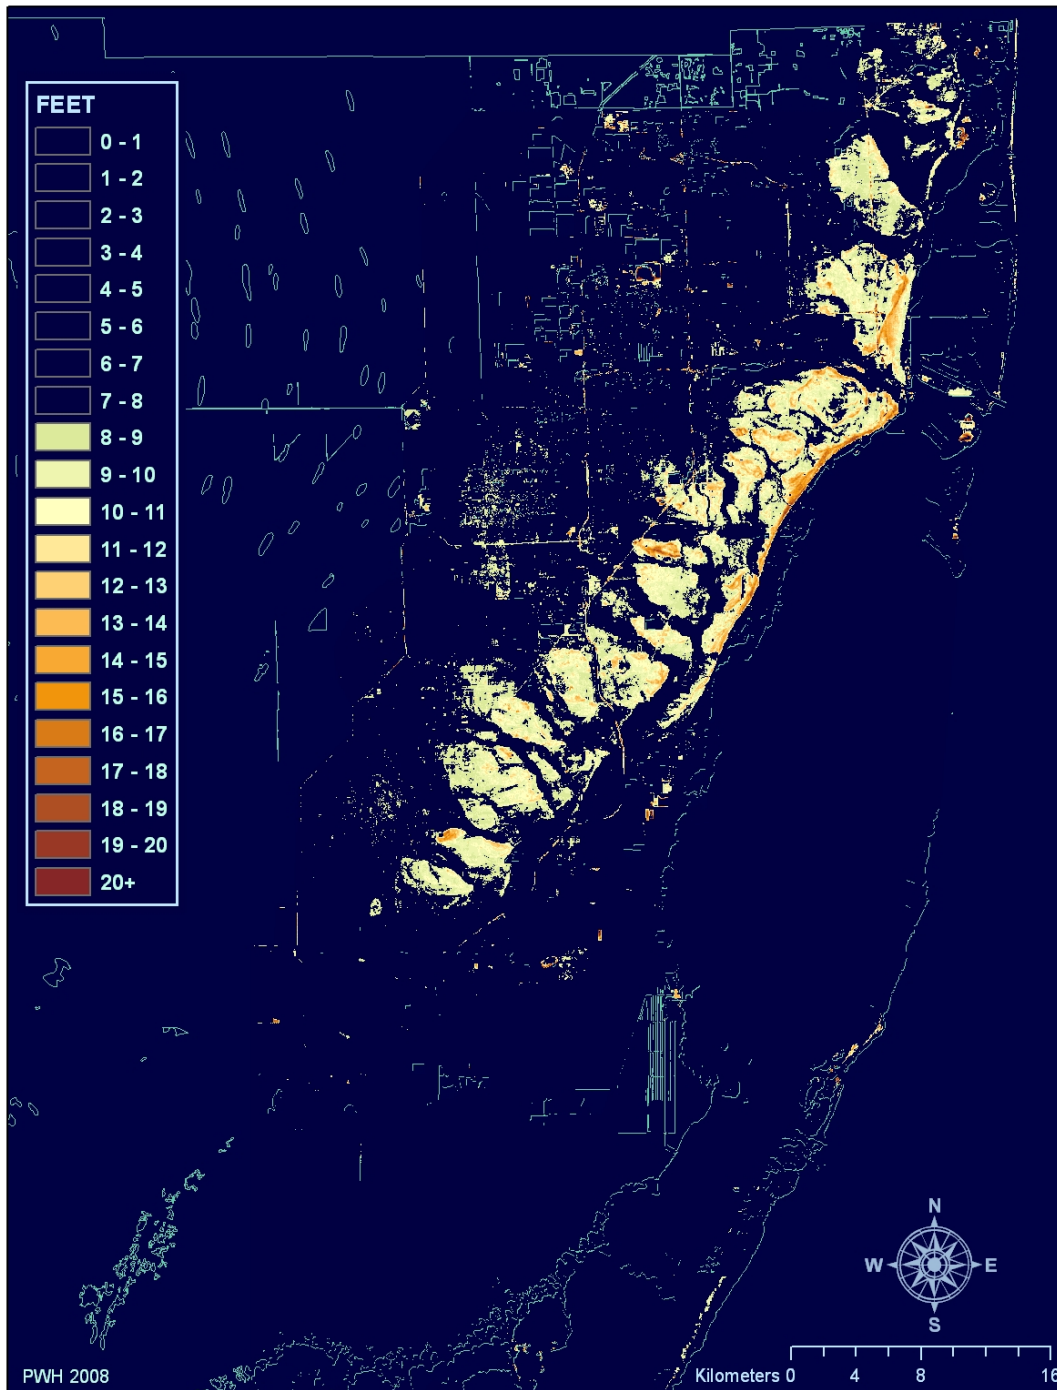 FEET
0 - 1
1 - 2
2 - 3
3 - 4
4 - 5
5 - 6
6 - 7
7 - 8
8 - 9
9 - 10
10 - 11
11 - 12
12 - 13
13 - 14
14 - 15
15 - 16
16 - 17
17 - 18
18 - 19
19 - 20
20+
N
W E
S
PWH 2008
Kilometers 0 4 8 16